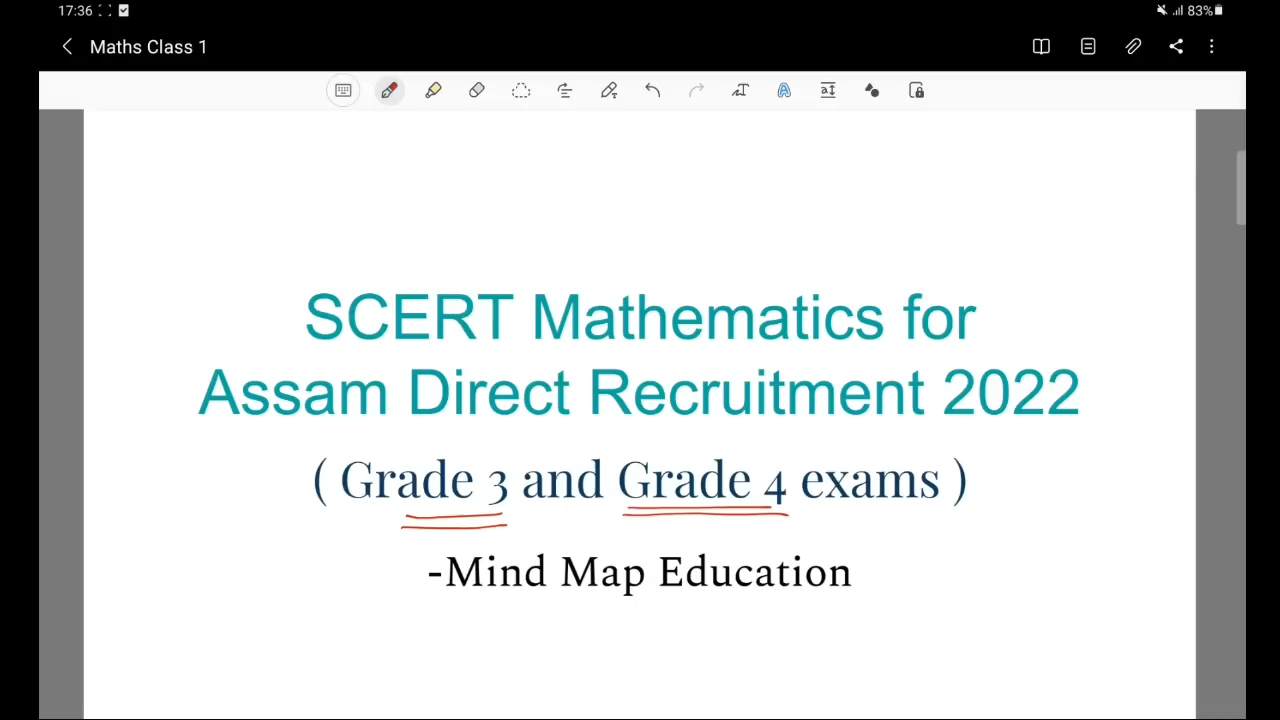 17:36
83%
Maths Class 1
SCERT Mathematics for
Assam Direct Recruitment 2022
( Grade 3 and Grade 4 exams )
-Mind Map Education